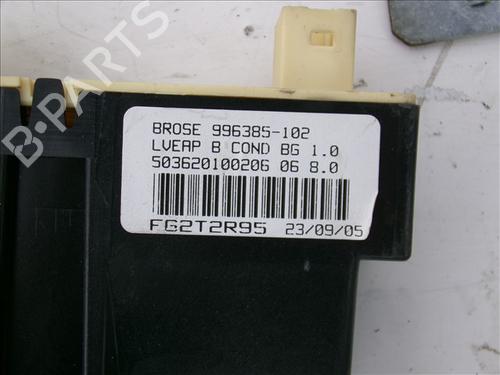 B-PARTS
BROSE 996385-102
LVEAP B COND BG 1.0
503620100206 06 8.0
FG2T2R95 23/09/05